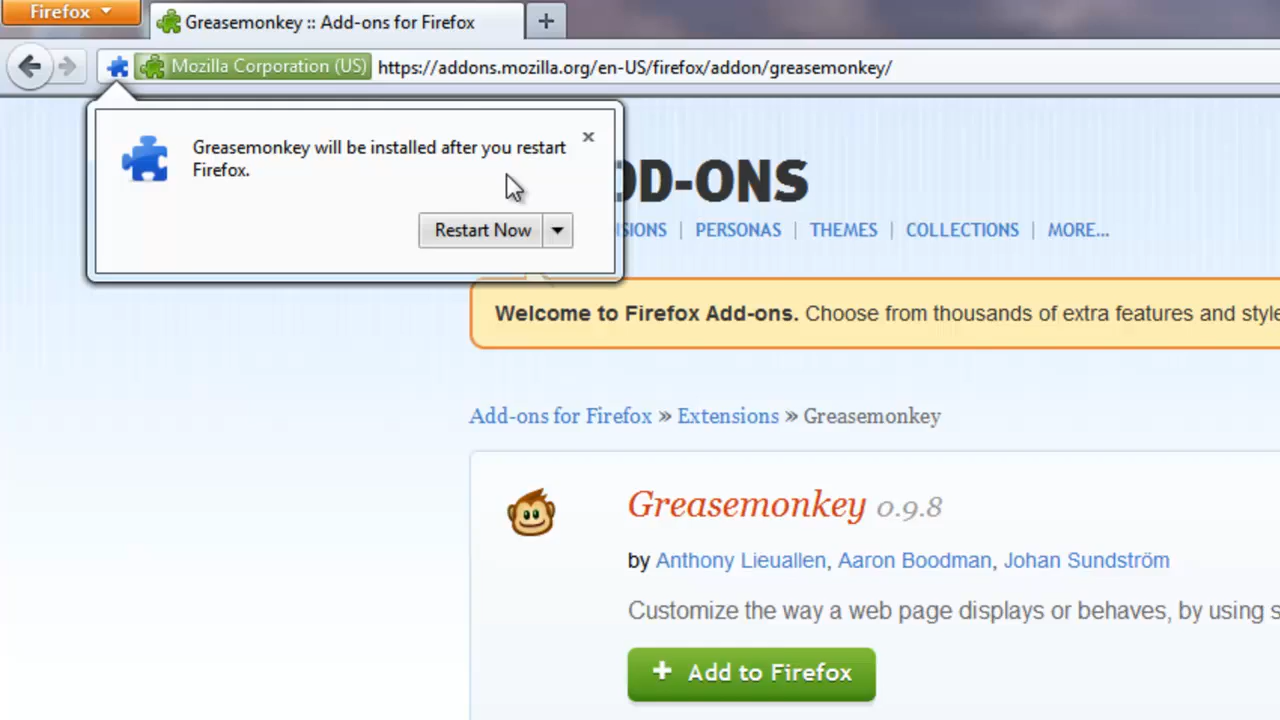 Firefox
Greasemonkey :: Add-ons for Firefox
Mozilla Corporation (US) https://addons.mozilla.org/en-US/firefox/addon/greasemonkey/
Greasemonkey will be installed after you restart
Firefox.
Restart Now
DD-ONS
SIONS | PERSONAS | THEMES | COLLECTIONS | MORE...
Welcome to Firefox Add-ons. Choose from thousands of extra features and style
Add-ons for Firefox » Extensions » Greasemonkey
Greasemonkey 0.9.8
by Anthony Lieuallen, Aaron Boodman, Johan Sundström
Customize the way a web page displays or behaves, by using s
+ Add to Firefox